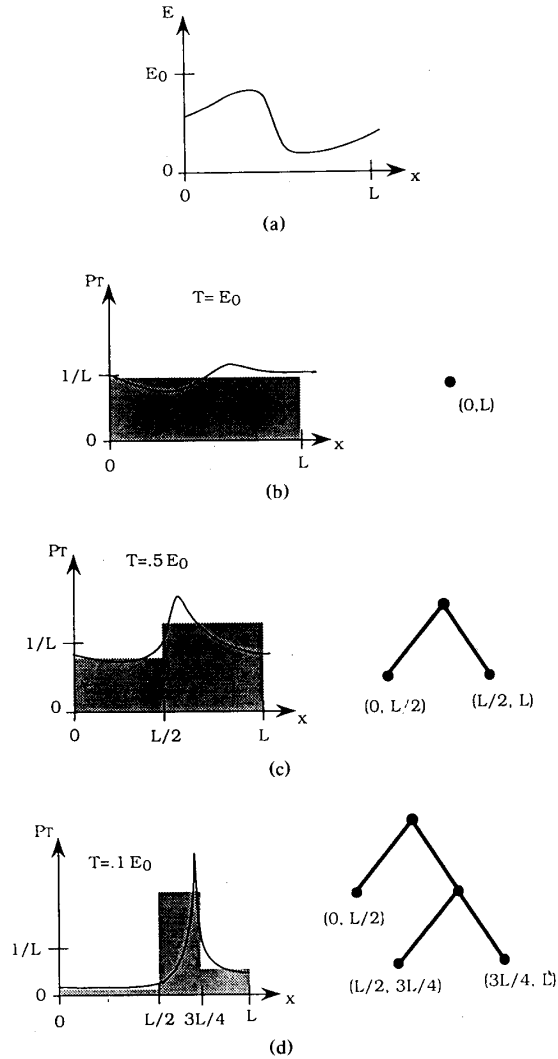 E
E0
0
0
L
x
(a)
PT
T= E0
1/L
0
0
L
x
(0,L)
(b)
PT
T=.5 E0
1/L
0
0
L/2
L
x
(0, L/2)
(L/2, L)
(c)
PT
T=.1 E0
1/L
0
0
L/2
3L/4
L
x
(0, L/2)
(L/2, 3L/4)
(3L/4, L)
(d)